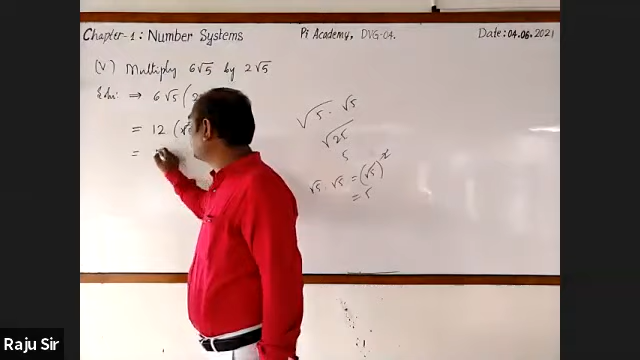 Chapter-1: Number Systems Pi Academy, DVG-04. Date: 04.06.2021
(V) Multiply 6√5 by 2√5
Soln: ⇒ 6√5 (2
= 12 (√5
=
√5 · √5
√25
5
√5 · √5 = (√5)²
= 5
Raju Sir